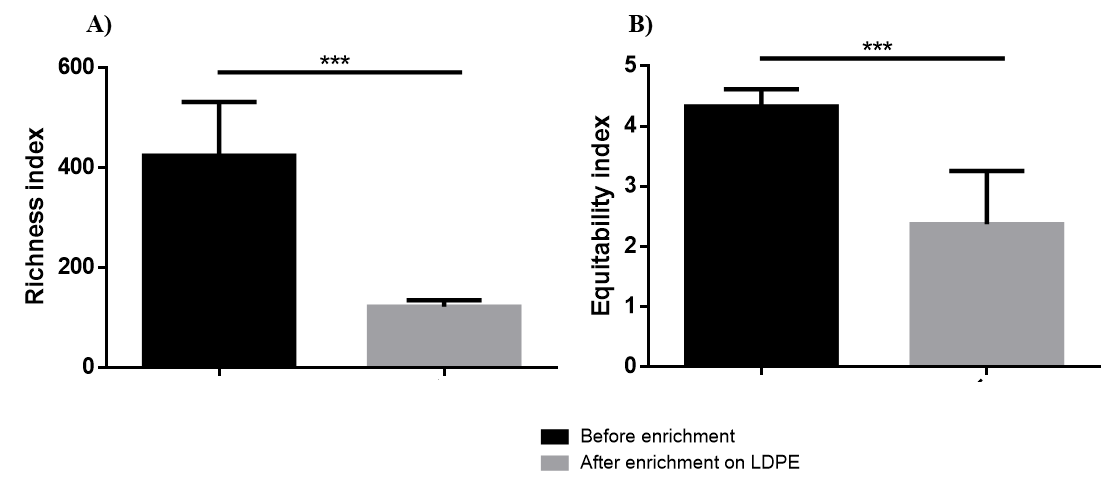 A)
***
600
400
200
0
Richness index
B)
***
5
4
3
2
1
0
Equitability index
Before enrichment
After enrichment on LDPE